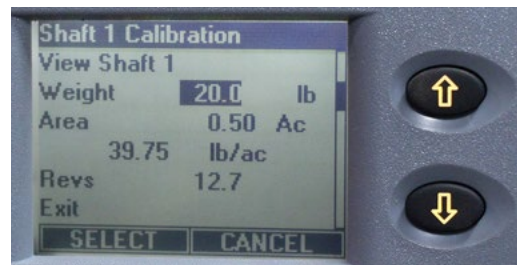 Shaft 1 Calibration
View Shaft 1
Weight 20.0 lb
Area 0.50 Ac
39.75 lb/ac
Revs 12.7
Exit
SELECT CANCEL